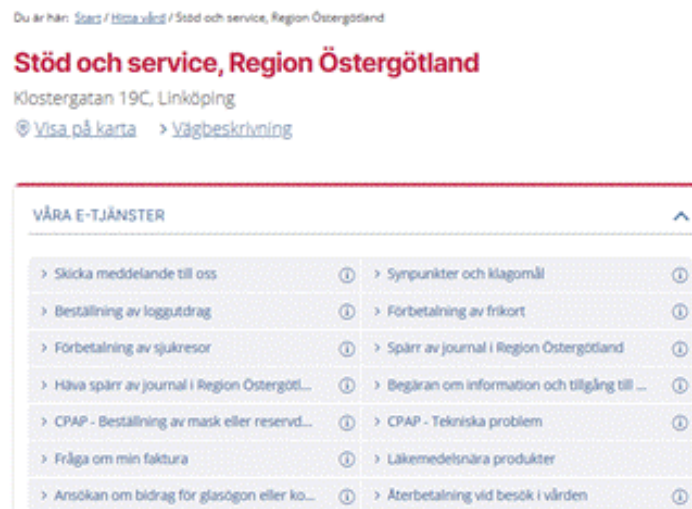 Du är här: Start / Hitta vård / Stöd och service, Region Östergötland
Stöd och service, Region Östergötland
Klostergatan 19C, Linköping
Visa på karta > Vägbeskrivning
VÅRA E-TJÄNSTER
> Skicka meddelande till oss > Synpunkter och klagomål
> Beställning av loggutdrag > Förbetalning av frikort
> Förbetalning av sjukresor > Spärr av journal i Region Östergötland
> Häva spärr av journal i Region Östergötl... > Begäran om information och tillgång till ...
> CPAP - Beställning av mask eller reservd... > CPAP - Tekniska problem
> Fråga om min faktura > Läkemedelsnära produkter
> Ansökan om bidrag för glasögon eller ko... > Återbetalning vid besök i vården